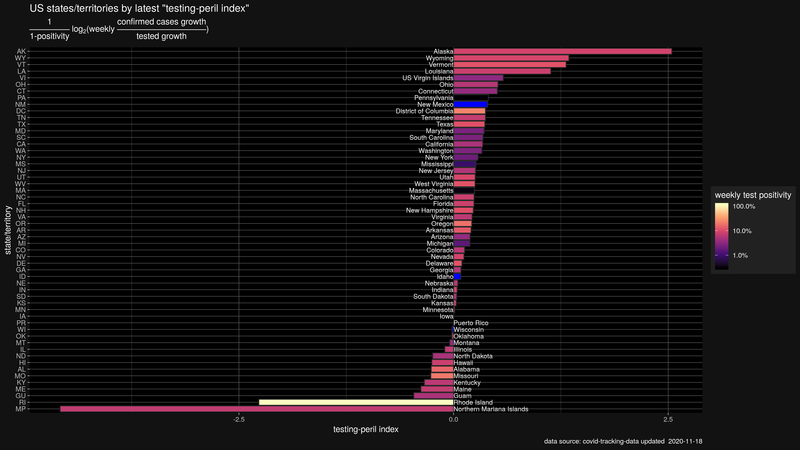 US states/territories by latest "testing-peril index"
1 confirmed cases growth
log2(weekly )
1-positivity tested growth
AK Alaska
WY Wyoming
VT Vermont
LA Louisiana
VI US Virgin Islands
OH Ohio
CT Connecticut
PA Pennsylvania
NM New Mexico
DC District of Columbia
TN Tennessee
TX Texas
MD Maryland
SC South Carolina
CA California
WA Washington
NY New York
MS Mississippi
NJ New Jersey
UT Utah
WV West Virginia
MA Massachusetts
NC North Carolina
FL Florida
NH New Hampshire
VA Virginia
OR Oregon
AR Arkansas
AZ Arizona
MI Michigan
CO Colorado
NV Nevada
DE Delaware
GA Georgia
ID Idaho
NE Nebraska
IN Indiana
SD South Dakota
KS Kansas
MN Minnesota
IA Iowa
PR Puerto Rico
WI Wisconsin
OK Oklahoma
MT Montana
IL Illinois
ND North Dakota
HI Hawaii
AL Alabama
MO Missouri
KY Kentucky
ME Maine
GU Guam
RI Rhode Island
MP Northern Mariana Islands
state/territory
-2.5 0.0 2.5
testing-peril index
weekly test positivity
100.0%
10.0%
1.0%
data source: covid-tracking-data updated 2020-11-18